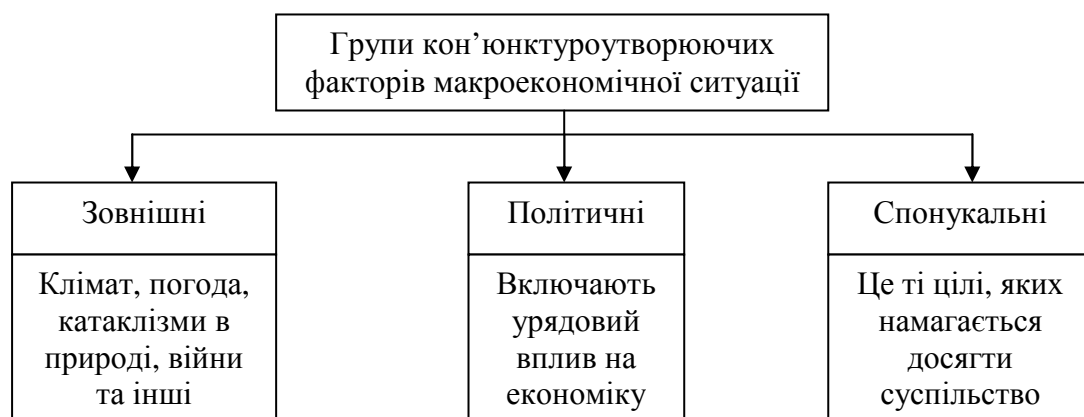 Групи кон’юнктуроутворюючих
факторів макроекономічної ситуації
Зовнішні
Клімат, погода,
катаклізми в
природі, війни
та інші
Політичні
Включають
урядовий
вплив на
економіку
Спонукальні
Це ті цілі, яких
намагається
досягти
суспільство